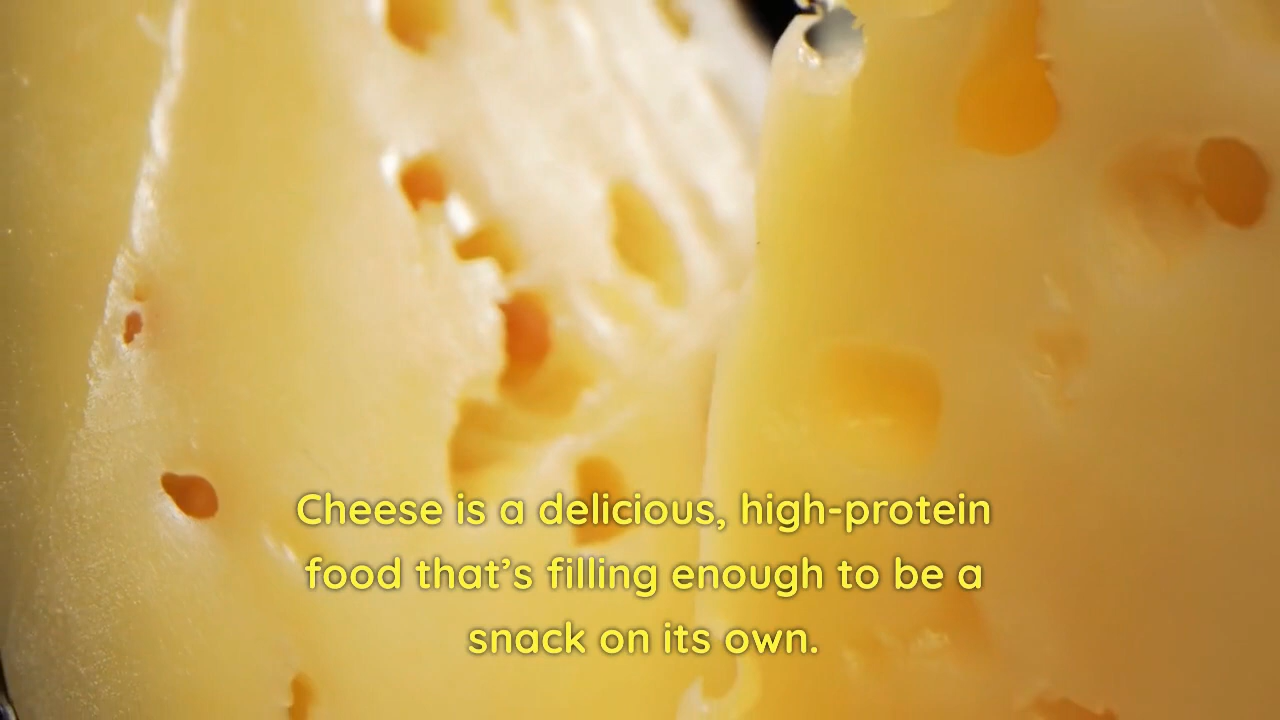 Cheese is a delicious, high-protein
food that’s filling enough to be a
snack on its own.